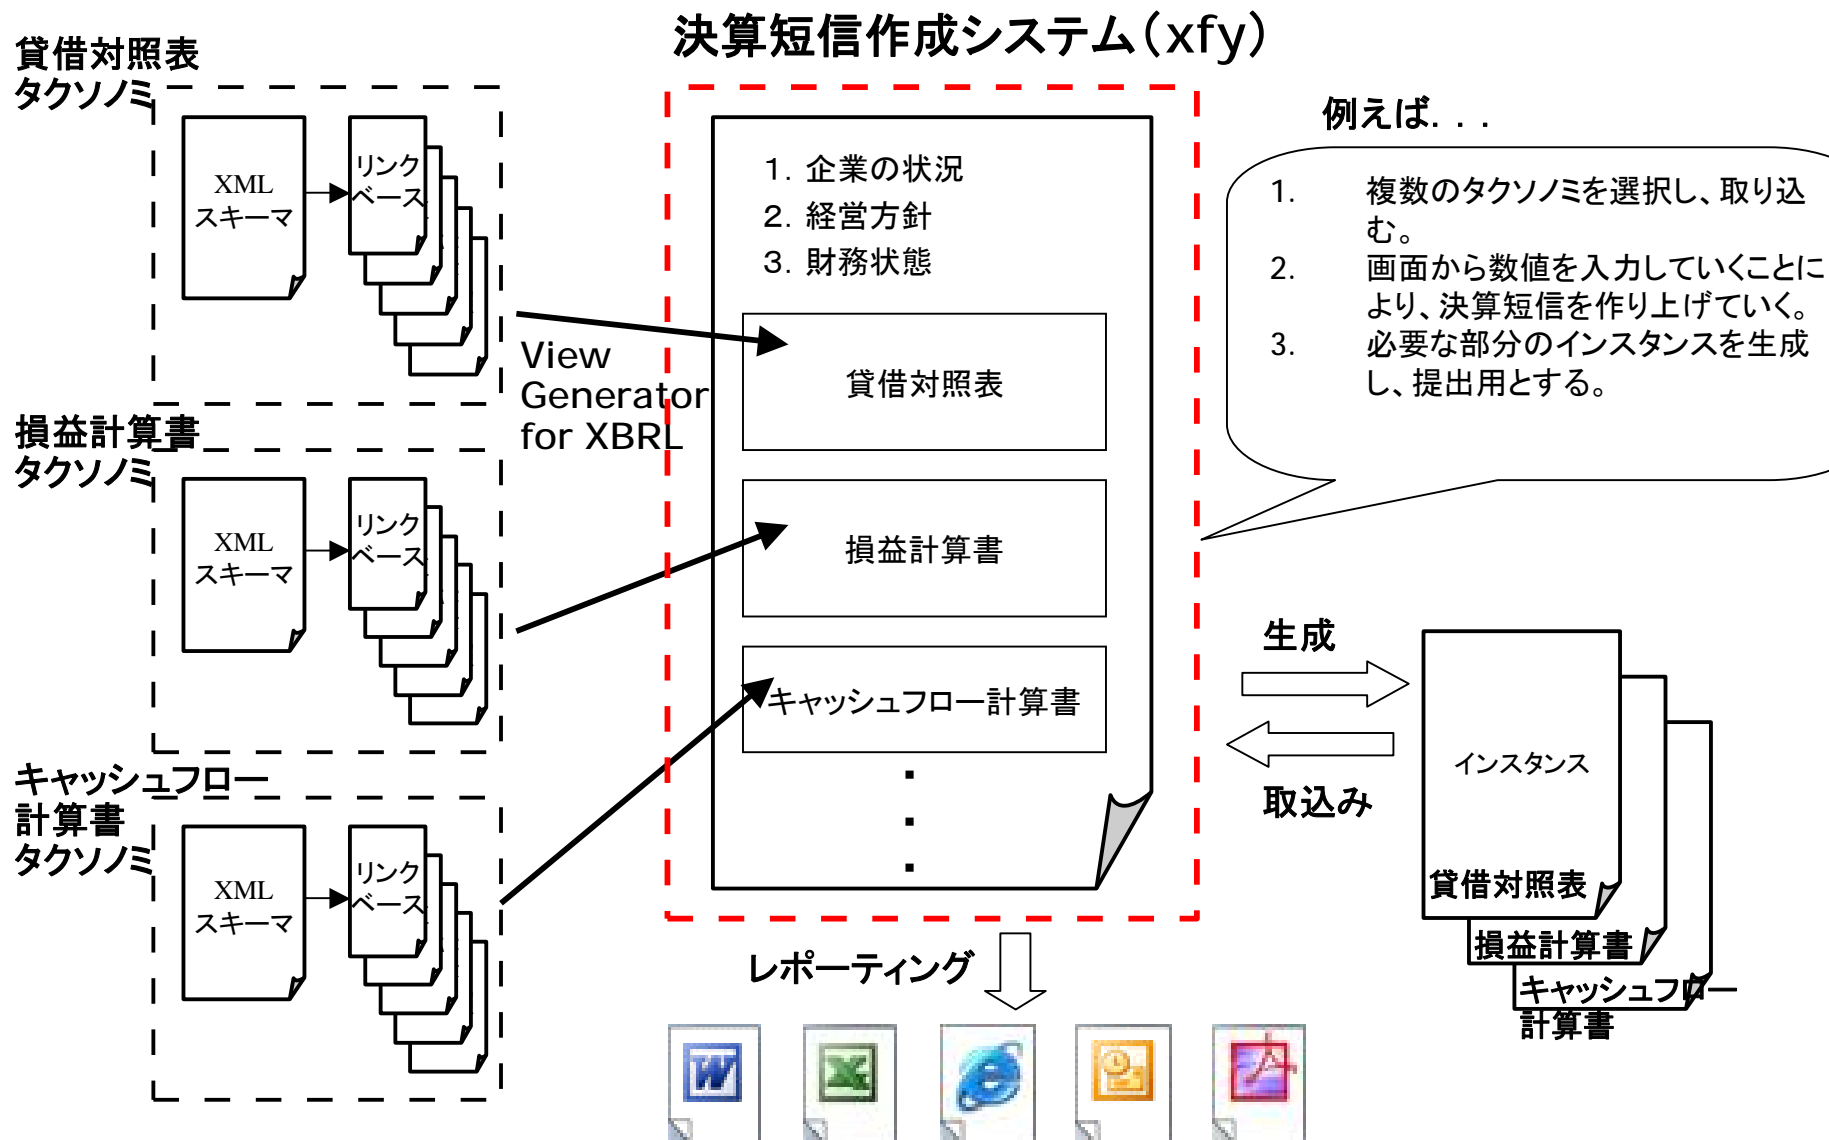 決算短信作成システム（xfy）
貸借対照表
タクソノミ
XML
スキーマ
リンク
ベース
損益計算書
タクソノミ
XML
スキーマ
リンク
ベース
キャッシュフロー
計算書
タクソノミ
XML
スキーマ
リンク
ベース
View
Generator
for XBRL
1. 企業の状況
2. 経営方針
3. 財務状態
貸借対照表
損益計算書
キャッシュフロー計算書
・
・
・
例えば．．．
1. 複数のタクソノミを選択し、取り込
む。
2. 画面から数値を入力していくことに
より、決算短信を作り上げていく。
3. 必要な部分のインスタンスを生成
し、提出用とする。
生成
取込み
インスタンス
貸借対照表
損益計算書
キャッシュフロー
計算書
レポーティング